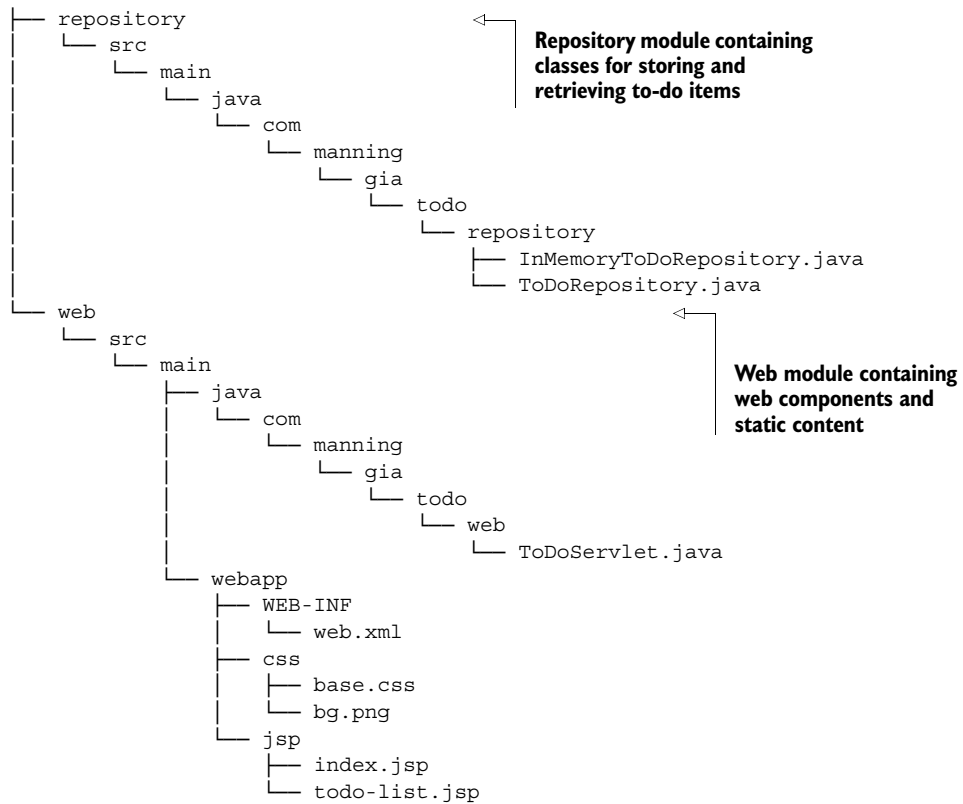 ├── repository
│   └── src
│       └── main
│           └── java
│               └── com
│                   └── manning
│                       └── gia
│                           └── todo
│                               └── repository
│                                   ├── InMemoryToDoRepository.java
│                                   └── ToDoRepository.java
Repository module containing
classes for storing and
retrieving to-do items
└── web
    └── src
        └── main
            ├── java
            │   └── com
            │       └── manning
            │           └── gia
            │               └── todo
            │                   └── web
            │                       └── ToDoServlet.java
Web module containing
web components and
static content
            └── webapp
                ├── WEB-INF
                │   └── web.xml
                ├── css
                │   ├── base.css
                │   └── bg.png
                └── jsp
                    ├── index.jsp
                    └── todo-list.jsp